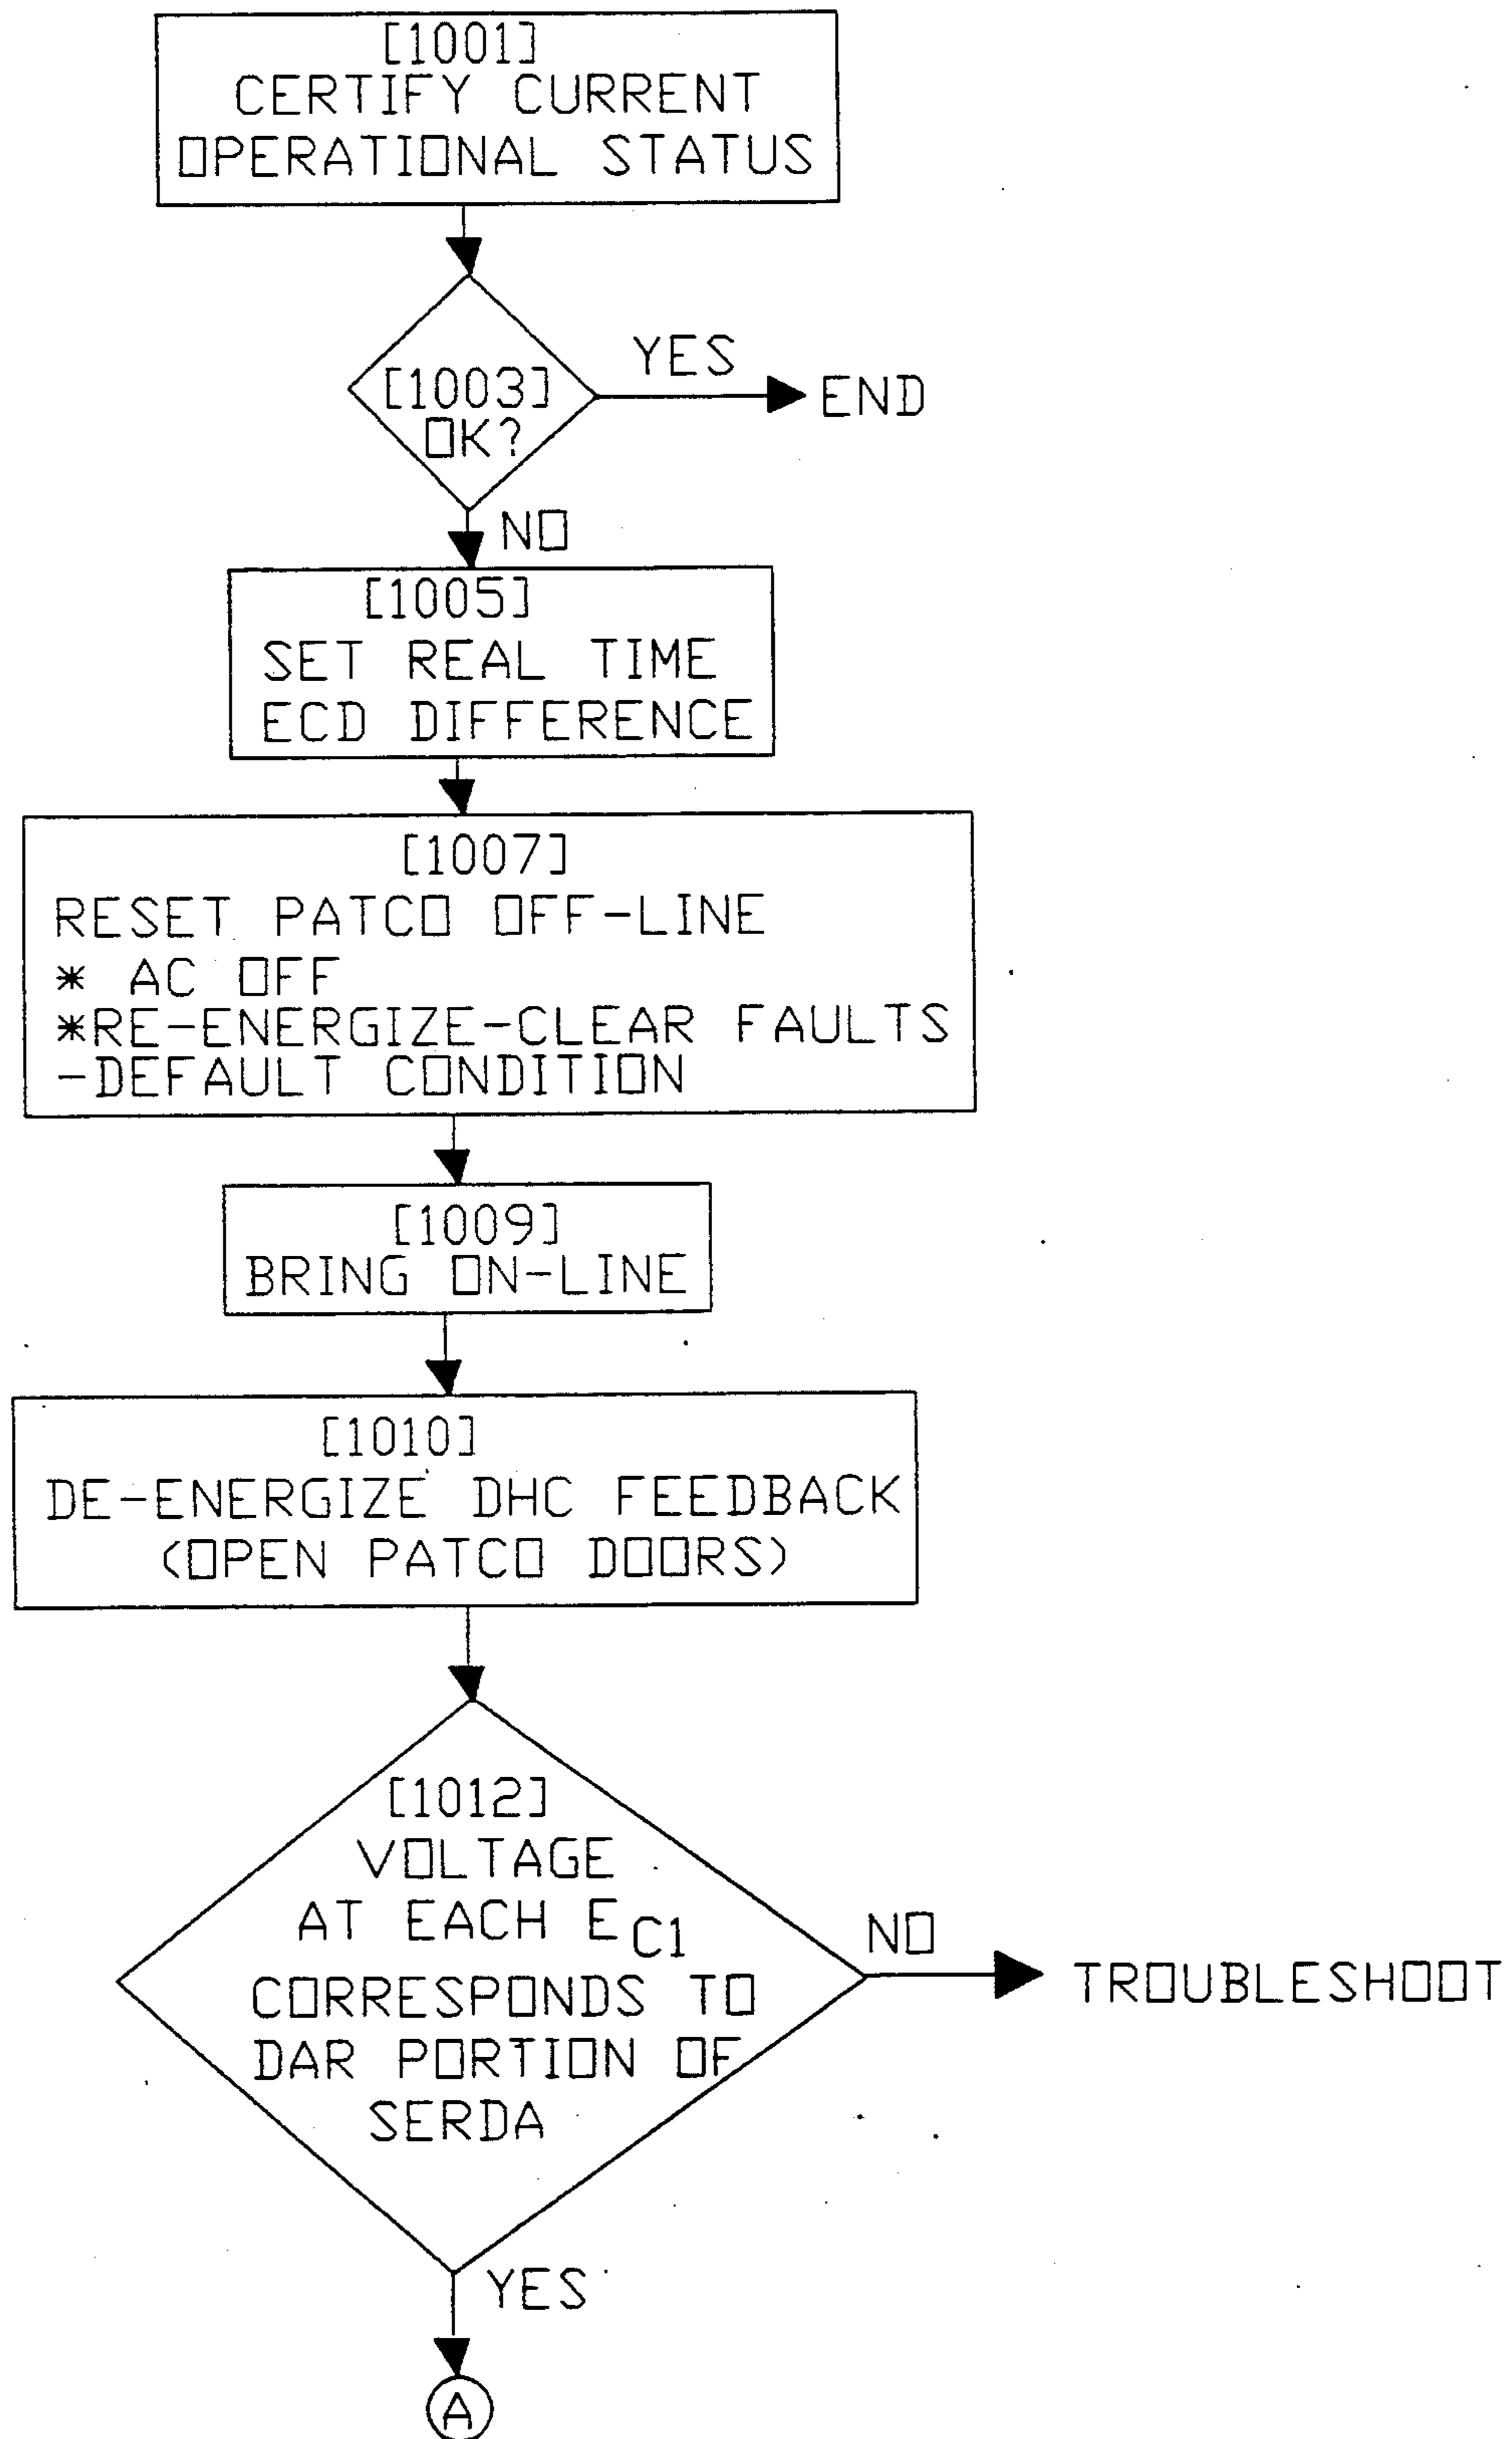 [1001]
CERTIFY CURRENT
OPERATIONAL STATUS
[1003]
OK?
YES
END
NO
[1005]
SET REAL TIME
ECD DIFFERENCE
[1007]
RESET PATCO OFF-LINE
* AC OFF
*RE-ENERGIZE-CLEAR FAULTS
-DEFAULT CONDITION
[1009]
BRING ON-LINE
[1010]
DE-ENERGIZE DHC FEEDBACK
(OPEN PATCO DOORS)
[1012]
VOLTAGE
AT EACH EC1
CORRESPONDS TO
DAR PORTION OF
SERDA
NO
TROUBLESHOOT
YES
A